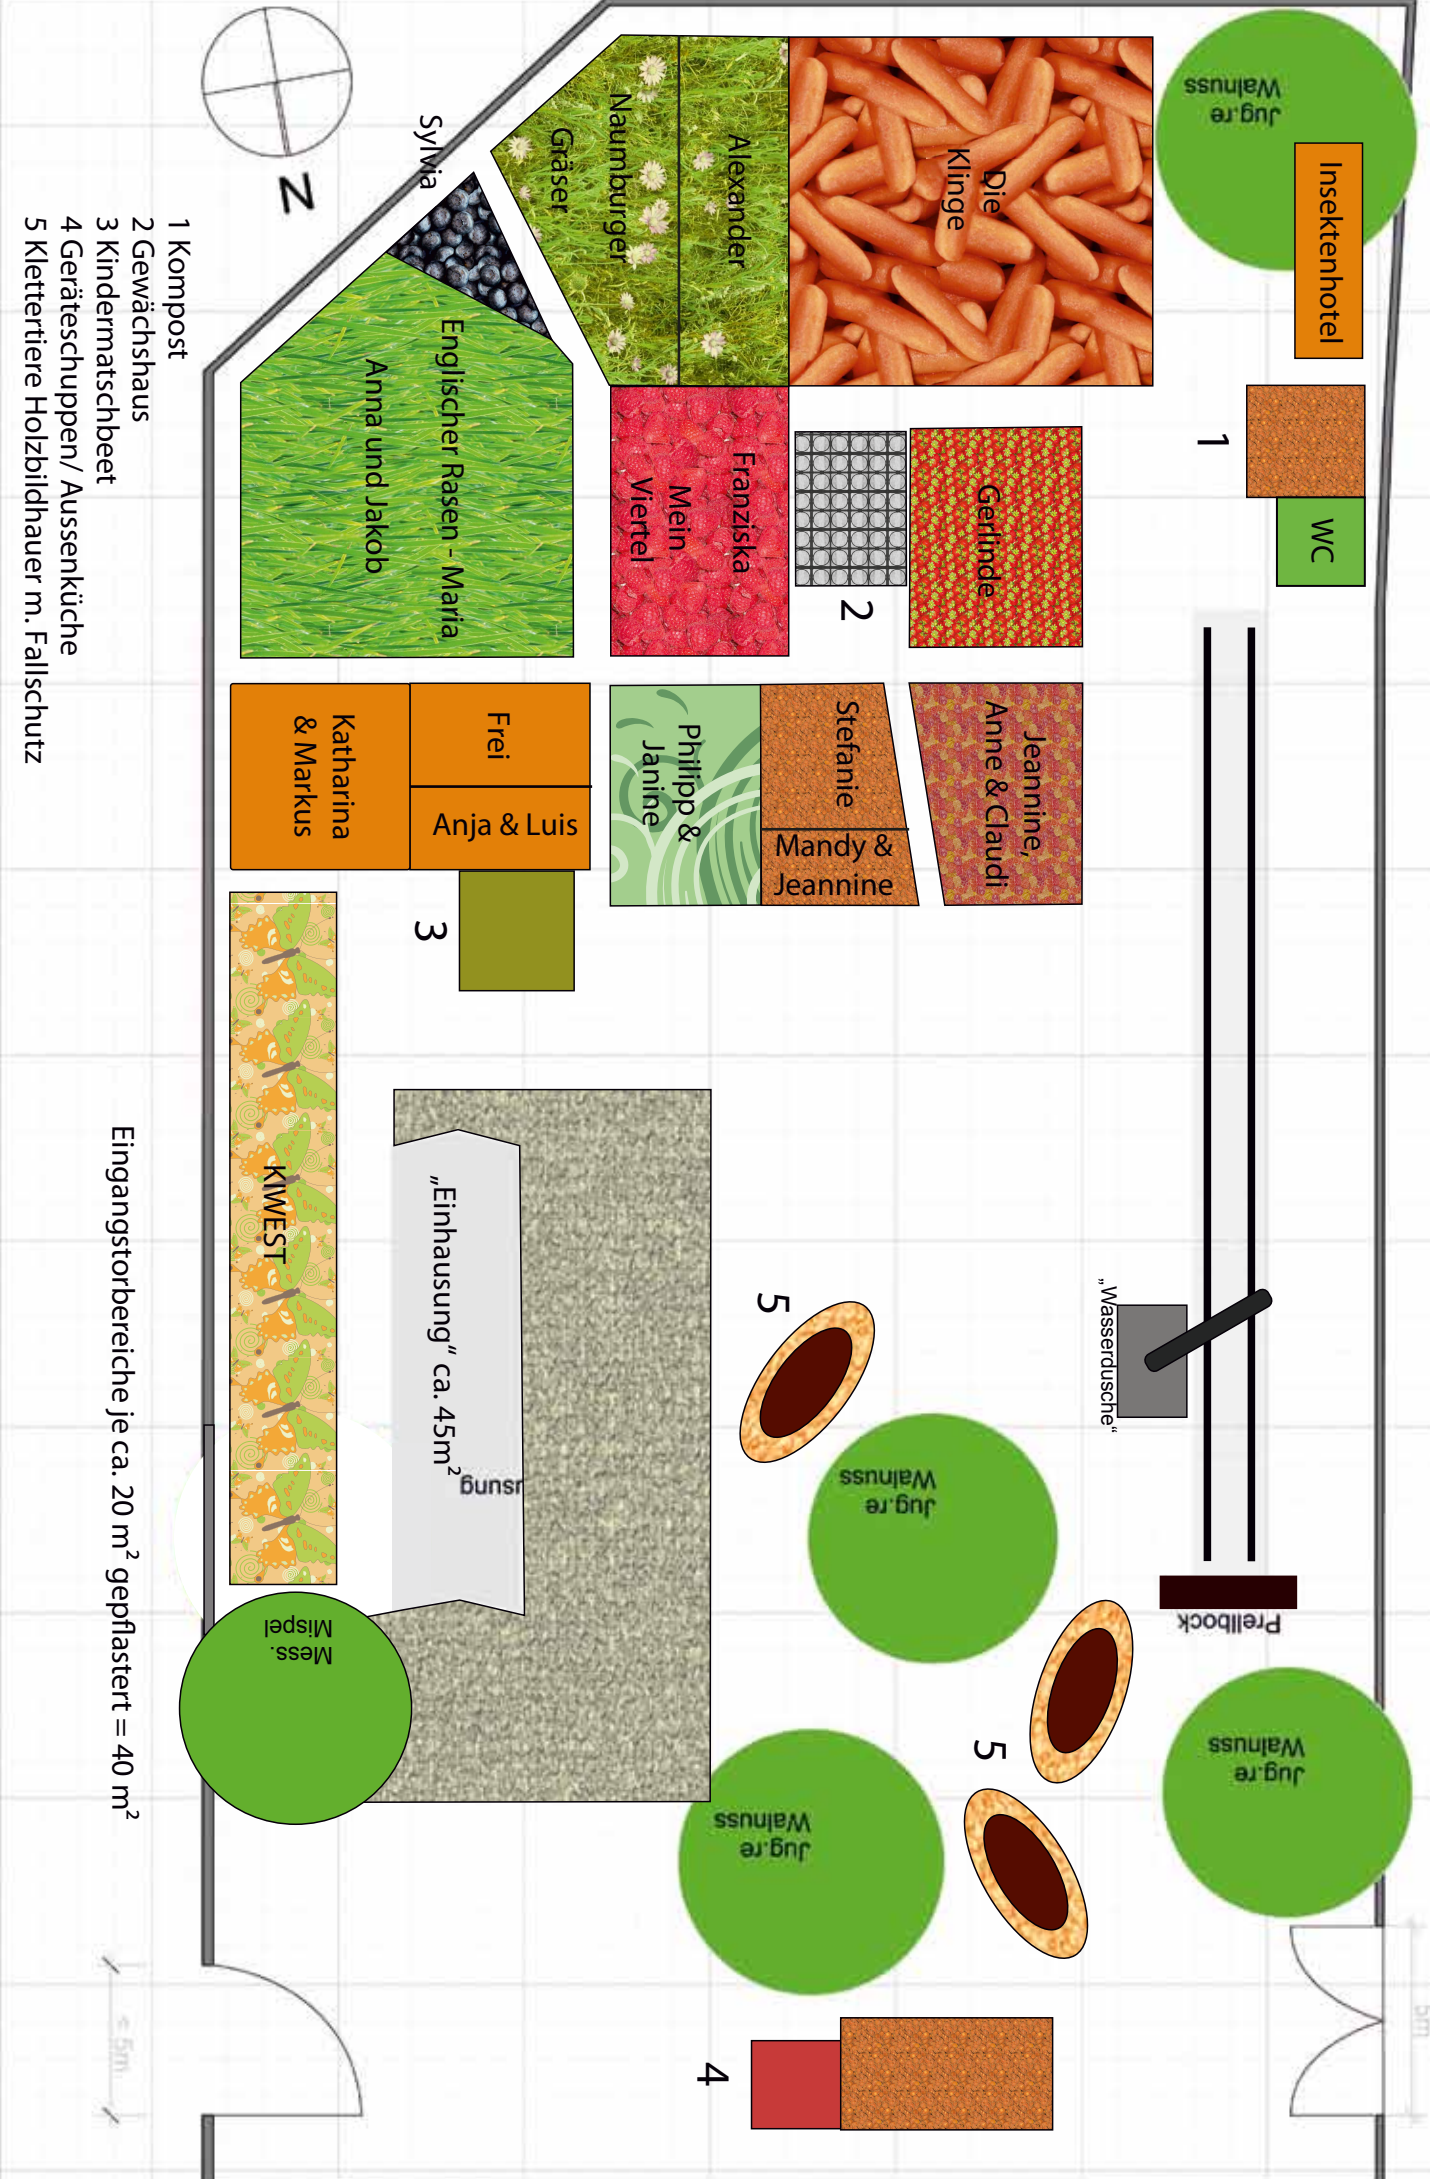 Jug.re
Walnuss
Insektenhotel
1
WC
Die
Klinge
Alexander
Naumburger
Gräser
Sylvia
N
Gerlinde
2
Franziska
Mein
Viertel
Englischer Rasen - Maria
Anna und Jakob
Jeannine,
Anne & Claudi
Stefanie
Mandy &
Jeannine
Philipp &
Janine
Frei
Anja & Luis
Katharina
& Markus
3
KIWEST
„Einhausung“ ca. 45m²
usung
„Wasserdusche“
Prellbock
5
Jug.re
Walnuss
5
Jug.re
Walnuss
Jug.re
Walnuss
Mess.
Mispel
4
5m
< 5m
1 Kompost
2 Gewächshaus
3 Kindermatschbeet
4 Geräteschuppen/ Aussenküche
5 Klettertiere Holzbildhauer m. Fallschutz
Eingangstorbereiche je ca. 20 m² gepflastert = 40 m²